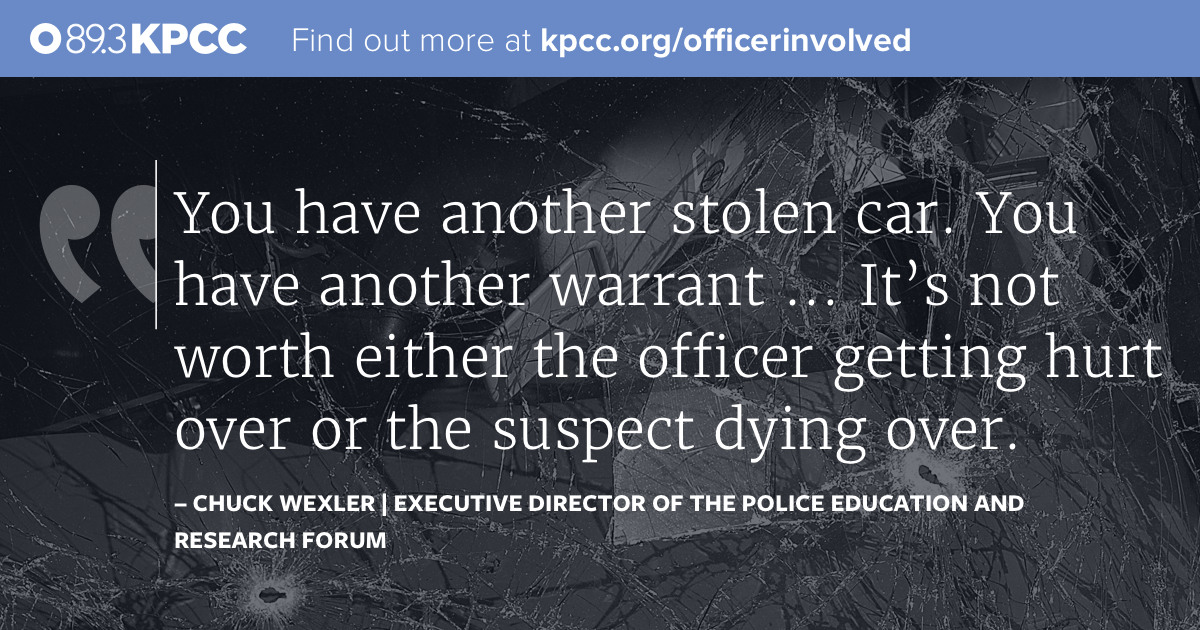 89.3 KPCC Find out more at kpcc.org/officerinvolved
“
You have another stolen car. You
have another warrant ... It’s not
worth either the officer getting hurt
over or the suspect dying over.
– CHUCK WEXLER | EXECUTIVE DIRECTOR OF THE POLICE EDUCATION AND
RESEARCH FORUM